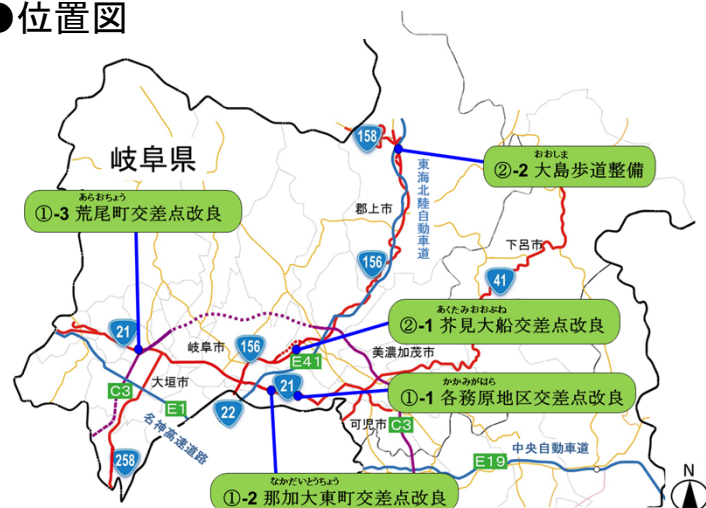 ●位置図
岐阜県
158
おおしま
②-2 大島歩道整備
東海北陸自動車道
あらおちょう
①-3 荒尾町交差点改良
郡上市
下呂市
156
41
あくたみおおぶね
②-1 芥見大船交差点改良
21
岐阜市
156
E41
美濃加茂市
かかみがはら
①-1 各務原地区交差点改良
大垣市
C3
E1
21
22
可児市
C3
名神高速道路
中央自動車道
258
E19
N
なかだいとうちょう
①-2 那加大東町交差点改良